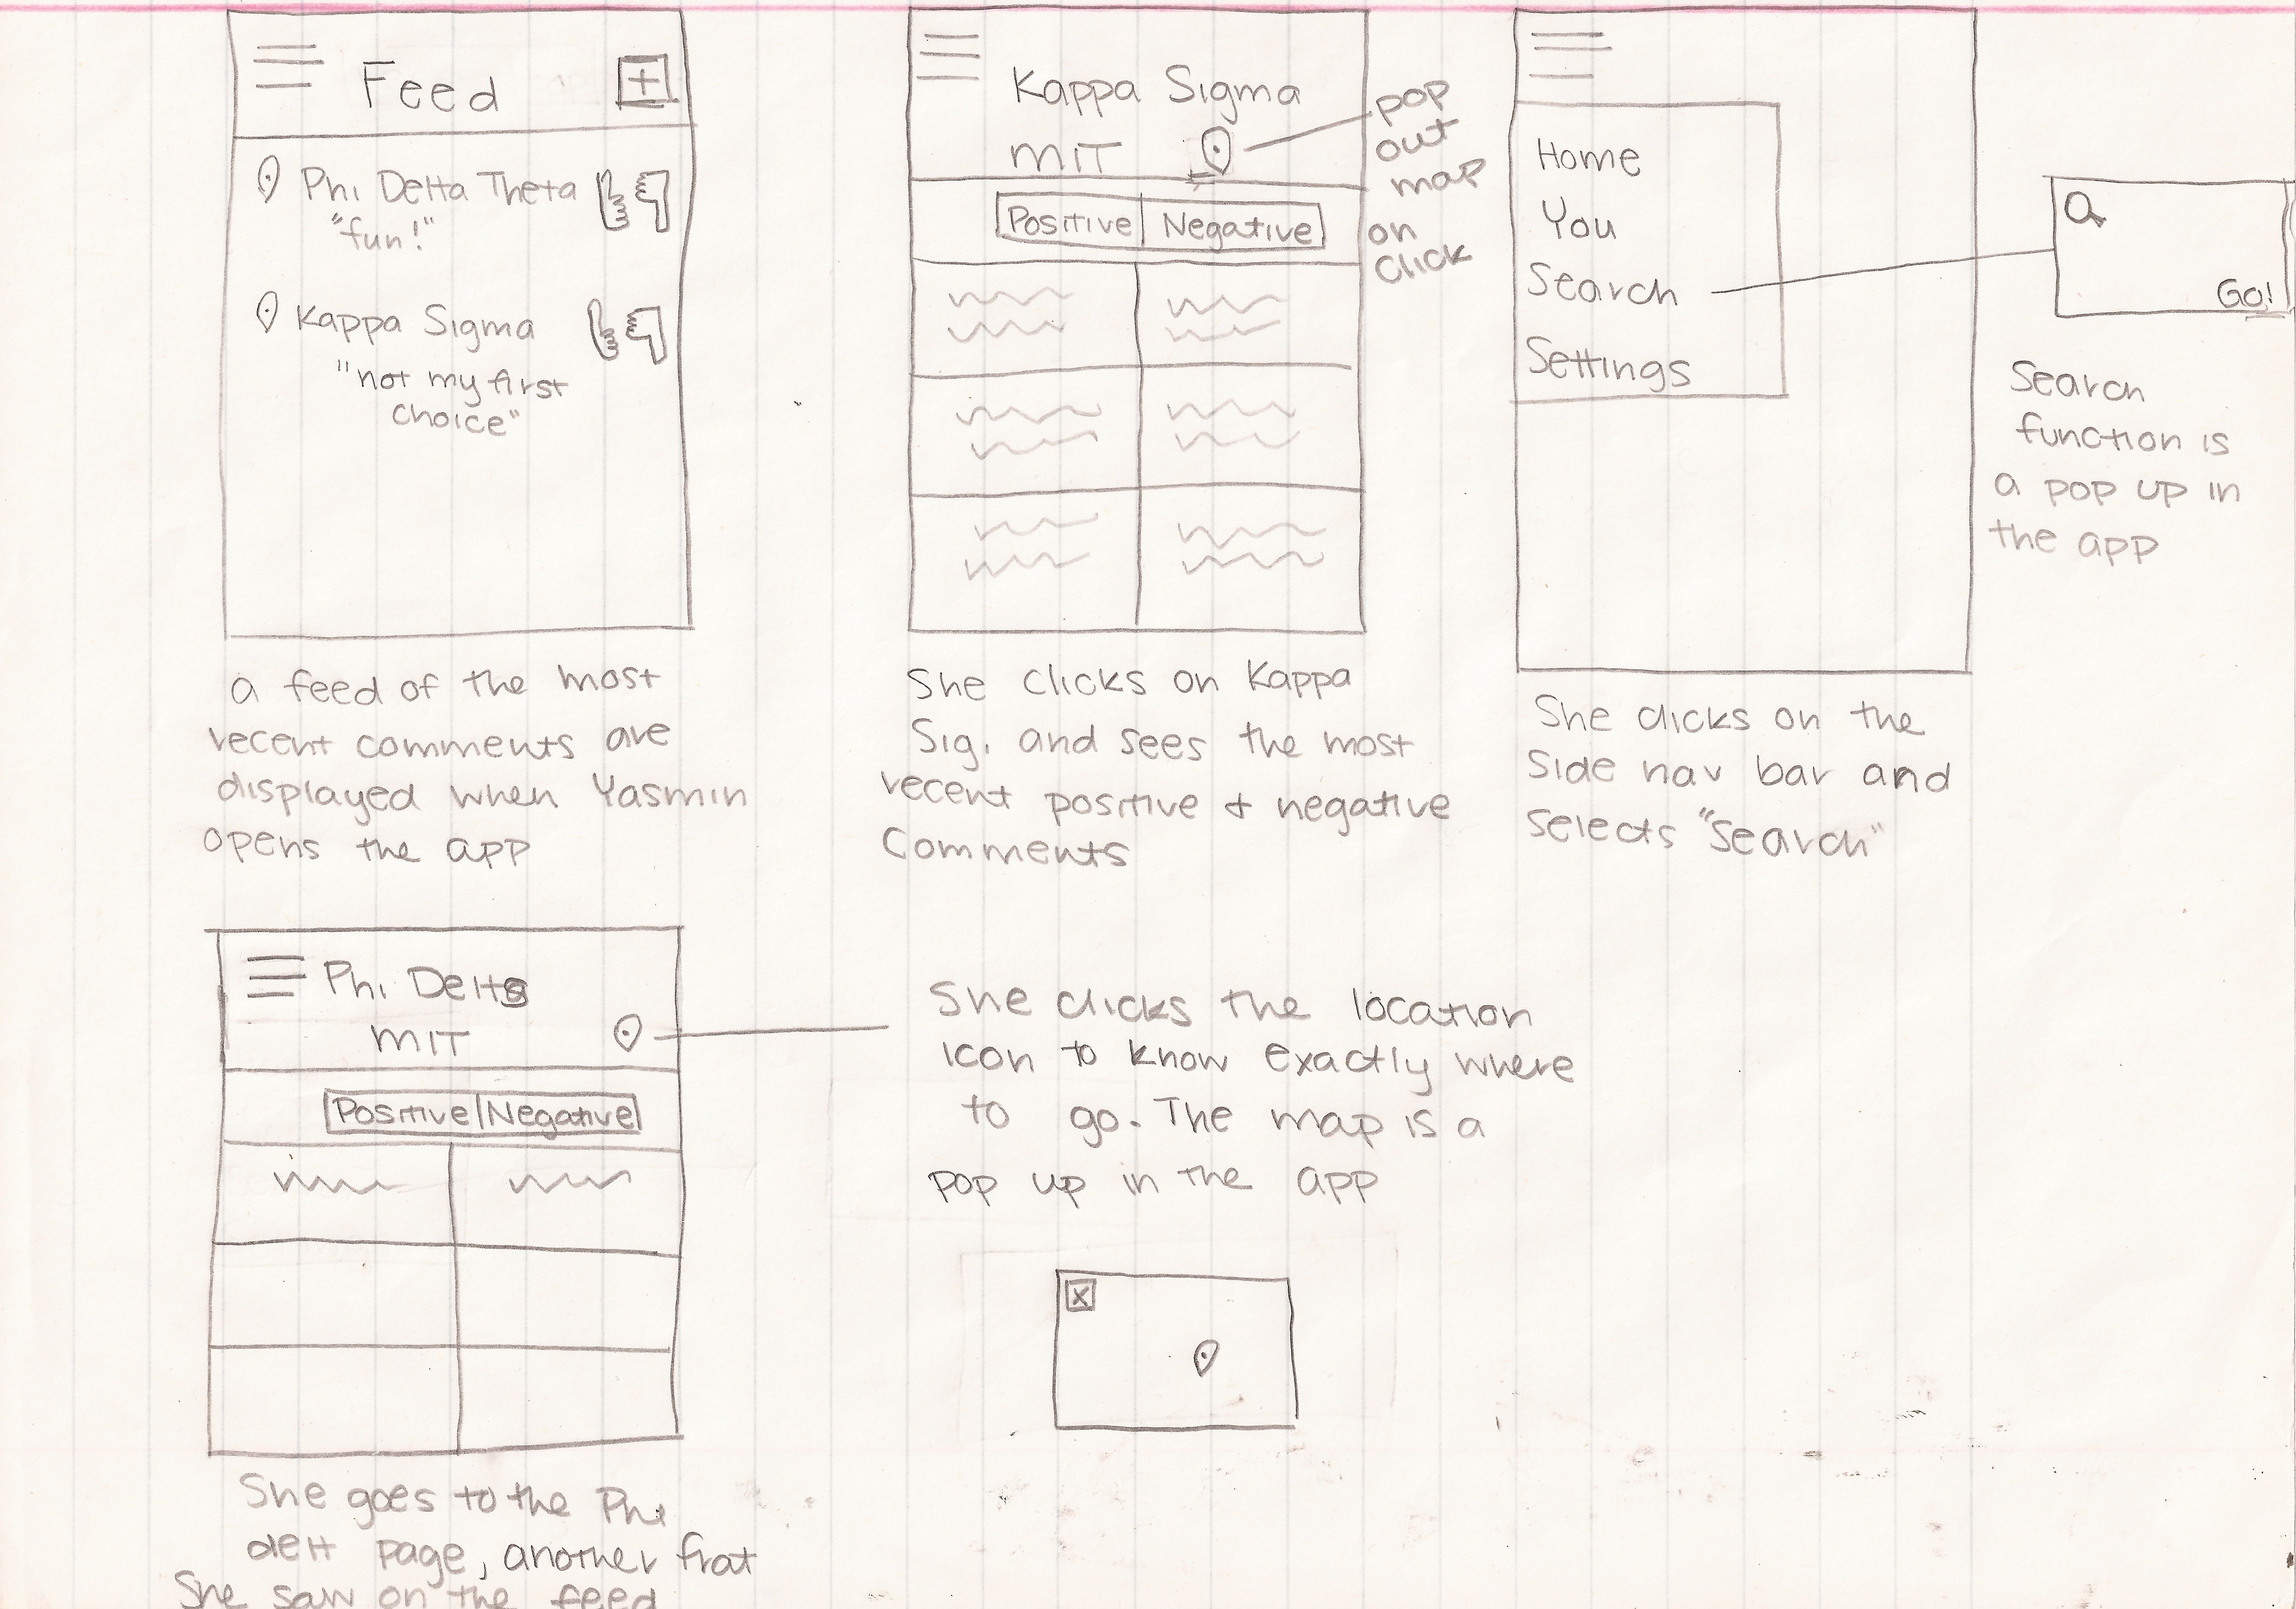 Feed
Phi Delta Theta
"fun!"
Kappa Sigma
"not my first
choice"
a feed of the most
recent comments are
displayed when Yasmin
opens the app
Kappa Sigma
MIT
pop
out
map
on
click
Positive Negative
She clicks on Kappa
Sig. and sees the most
recent positive + negative
Comments
Home
You
Search
Settings
Go!
Search
function is
a pop up in
the app
She clicks on the
Side nav bar and
selects "Search"
Phi Delts
MIT
Positive Negative
She goes to the Phi
delt page, another frat
She saw on the feed
She clicks the location
icon to know exactly where
to go. The map is a
pop up in the app
X